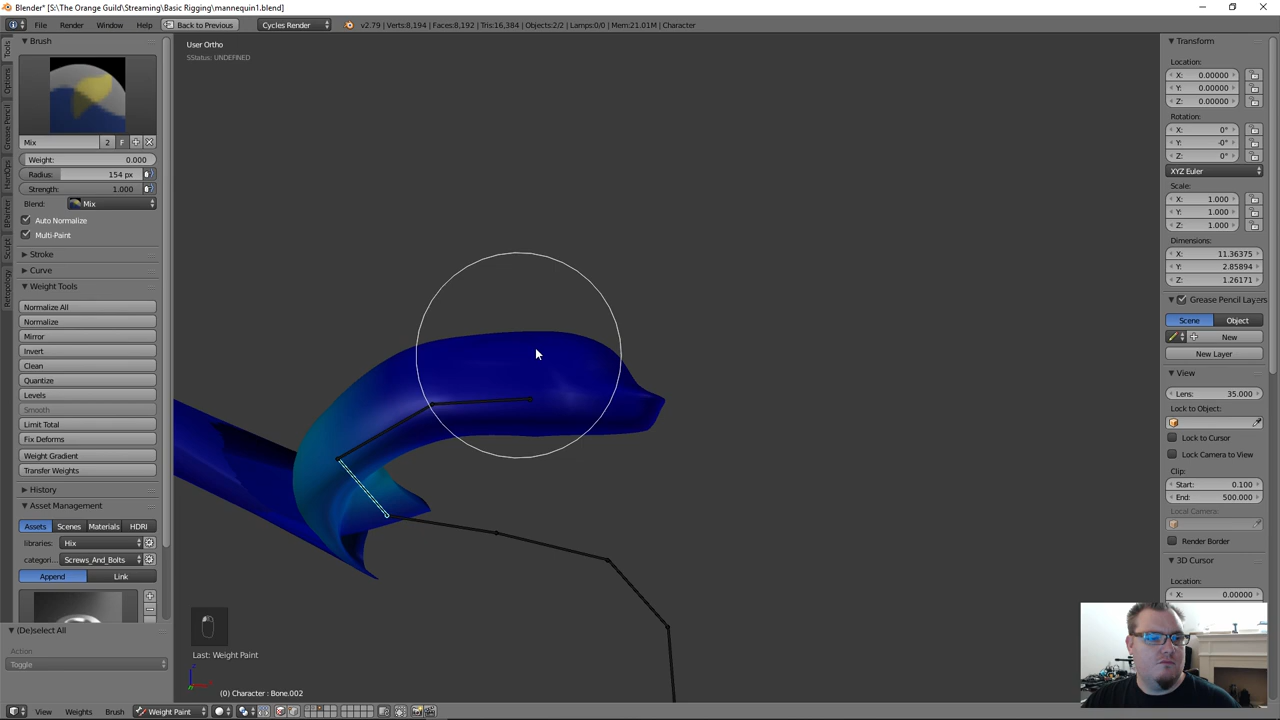 Blender* [S:\The Orange Guild\Streaming\Basic Rigging\mannequin1.blend]
File Render Window Help Back to Previous Cycles Render v2.79 | Verts:8,194 | Faces:8,192 | Tris:16,384 | Objects:2/2 | Lamps:0/0 | Mem:21.01M | Character
Tools
Options
Grease Pencil
HardOps
BPainter
Sculpt
Retopology
Brush
Mix 2 F
Weight: 0.000
Radius: 154 px
Strength: 1.000
Blend: Mix
Auto Normalize
Multi-Paint
Stroke
Curve
Weight Tools
Normalize All
Normalize
Mirror
Invert
Clean
Quantize
Levels
Smooth
Limit Total
Fix Deforms
Weight Gradient
Transfer Weights
History
Asset Management
Assets Scenes Materials HDRI
libraries: Hix
categori... Screws_And_Bolts
Append Link
(De)select All
Action
Toggle
User Ortho
SStatus: UNDEFINED
Last: Weight Paint
(0) Character : Bone.002
Transform
Location:
X: 0.00000
Y: 0.00000
Z: 0.00000
Rotation:
X: 0°
Y: -0°
Z: 0°
XYZ Euler
Scale:
X: 1.000
Y: 1.000
Z: 1.000
Dimensions:
X: 11.36375
Y: 2.85894
Z: 1.26171
Grease Pencil Layers
Scene Object
New
New Layer
View
Lens: 35.000
Lock to Object:
Lock to Cursor
Lock Camera to View
Clip:
Start: 0.100
End: 500.000
Local Camera:
Render Border
3D Cursor
Location:
X: 0.00000
View Weights Brush Weight Paint